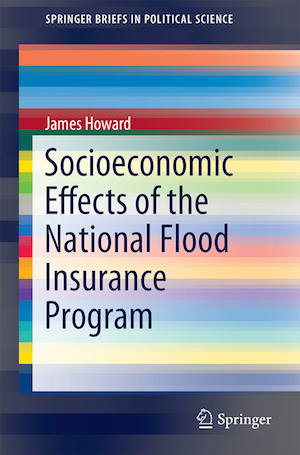 SPRINGER BRIEFS IN POLITICAL SCIENCE
James Howard
Socioeconomic
Effects of the
National Flood
Insurance
Program
Springer